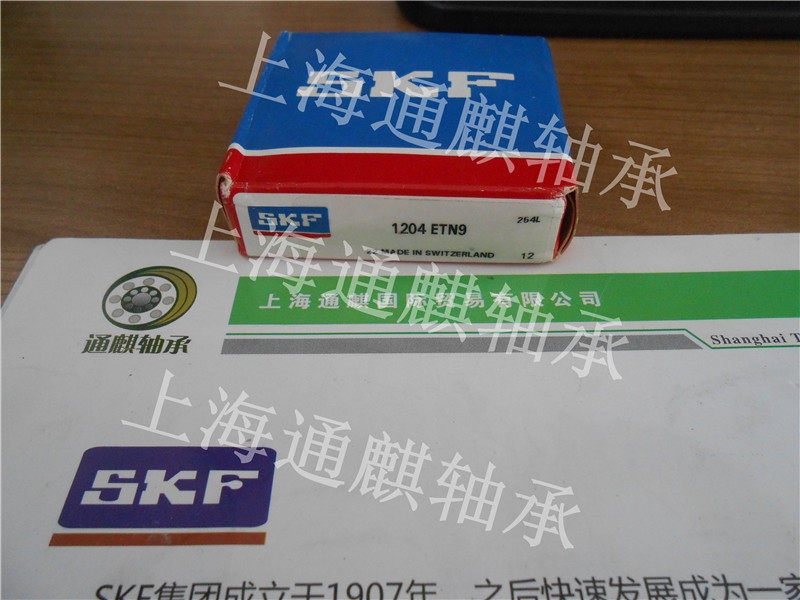 SKF
上海通麒轴承
SKF
1204 ETN9
264L
MADE IN SWITZERLAND
12
上海通麒轴承
通麒轴承
上海通麒国际贸易有限公司
Shanghai T
上海通麒轴承
SKF
SKF集团成立于1907年，之后快速发展成为一家